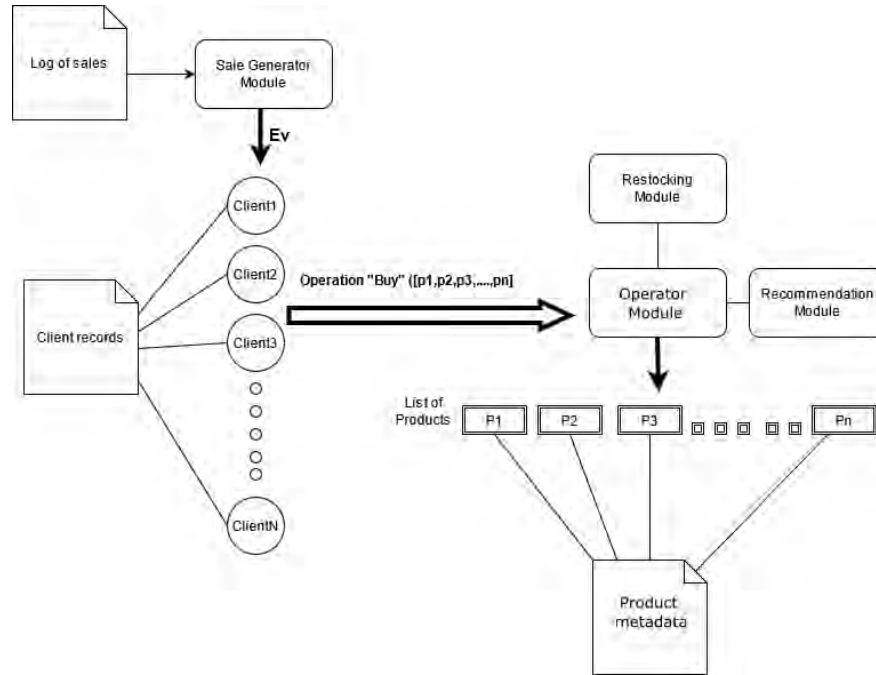 Log of sales
Sale Generator
Module
Ev
Client1
Client2
Client3
ClientN
Client records
Operation "Buy" ([p1,p2,p3,....,pn]
Restocking
Module
Operator
Module
Recommendation
Module
List of
Products
P1
P2
P3
Pn
Product
metadata